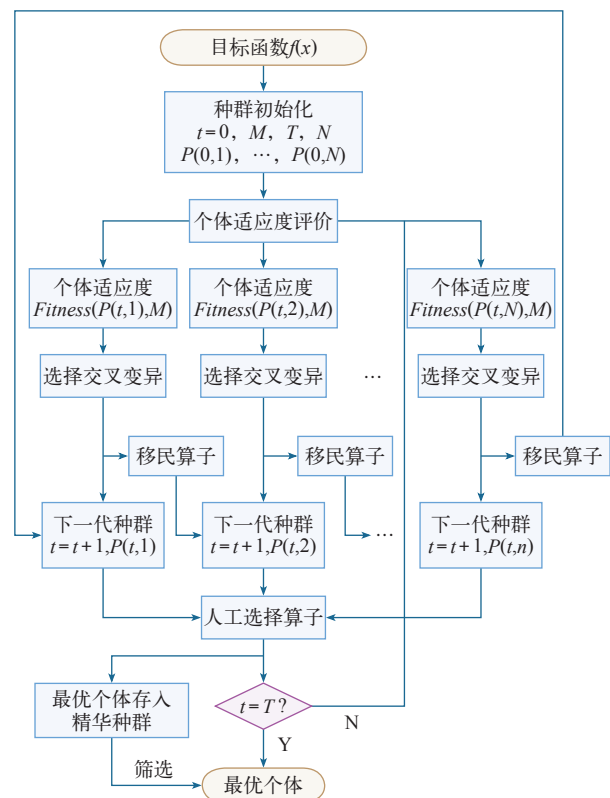 目标函数f(x)
种群初始化
t=0，M，T，N
P(0,1)，…，P(0,N)
个体适应度评价
个体适应度
Fitness(P(t,1),M)
个体适应度
Fitness(P(t,2),M)
个体适应度
Fitness(P(t,N),M)
选择交叉变异
选择交叉变异
…
选择交叉变异
移民算子
移民算子
移民算子
下一代种群
t=t+1,P(t,1)
下一代种群
t=t+1,P(t,2)
…
下一代种群
t=t+1,P(t,n)
人工选择算子
最优个体存入
精华种群
t=T?
N
Y
筛选
最优个体